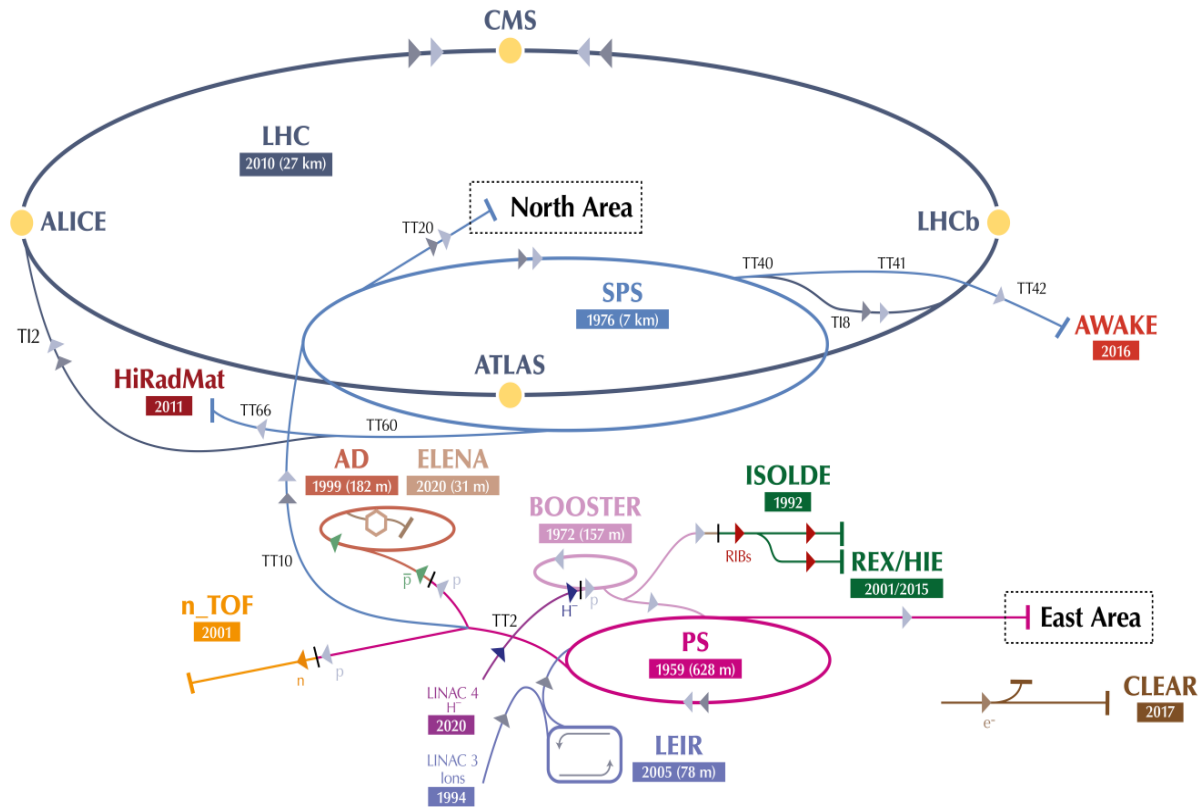 CMS
LHC
2010 (27 km)
ALICE
TT20
North Area
LHCb
SPS
1976 (7 km)
TT40
TT41
TT42
TI8
AWAKE
2016
TI2
ATLAS
HiRadMat
2011
TT66
TT60
AD
1999 (182 m)
ELENA
2020 (31 m)
ISOLDE
1992
BOOSTER
1972 (157 m)
RIBs
REX/HIE
2001/2015
TT10
p̅
p
H⁻
p
n_TOF
2001
TT2
East Area
n
p
PS
1959 (628 m)
LINAC 4
H⁻
2020
CLEAR
2017
e⁻
LINAC 3
Ions
1994
LEIR
2005 (78 m)